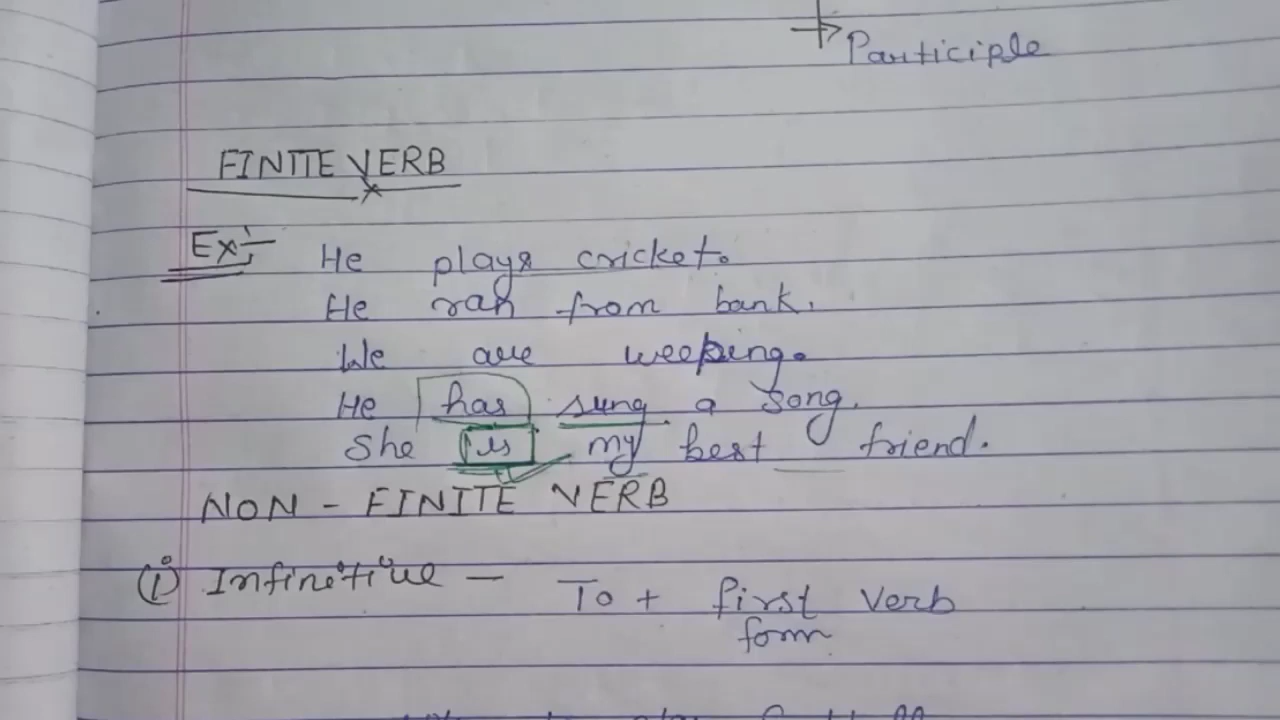 Participle
FINITE VERB
Ex:- He plays cricket.
He ran from bank.
We are weeping.
He has sung a song.
She is my best friend.
NON - FINITE VERB
(i) Infinitive - To + first verb
form